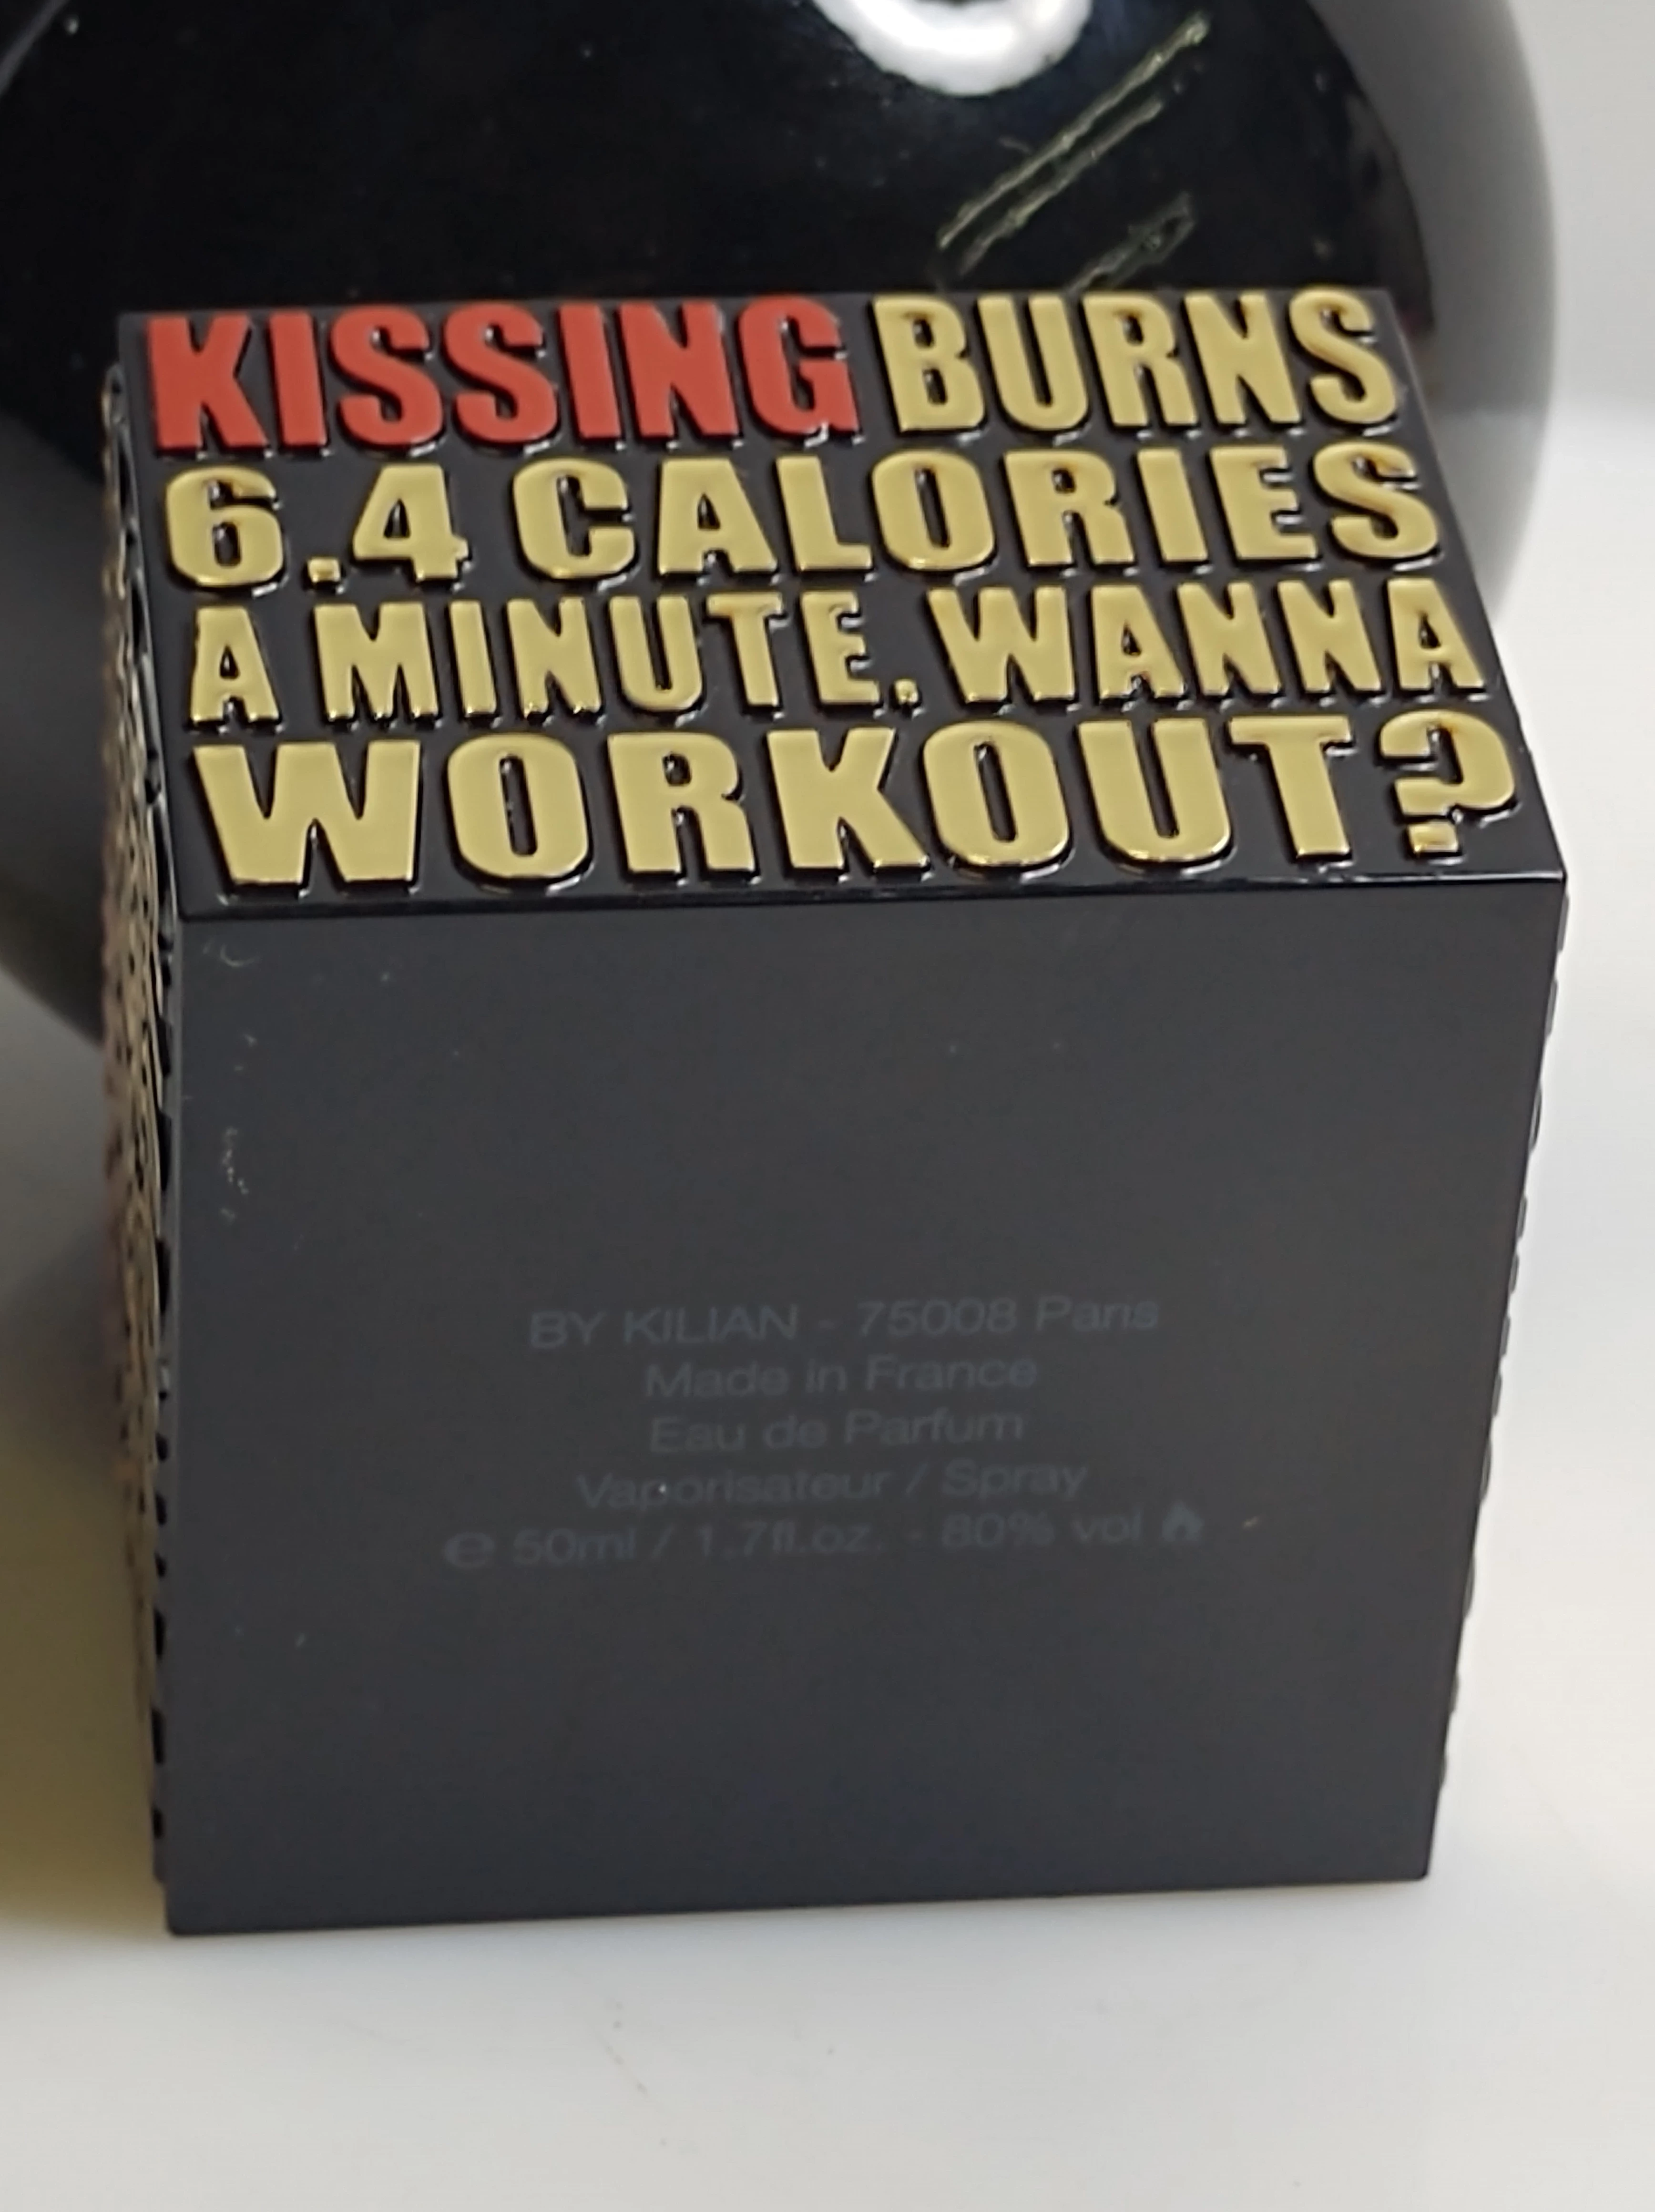 KISSING BURNS
6.4 CALORIES
A MINUTE. WANNA
WORKOUT?
BY KILIAN - 75008 Paris
Made in France
Eau de Parfum
Vaporisateur / Spray
℮ 50ml / 1.7fl.oz. - 80% vol